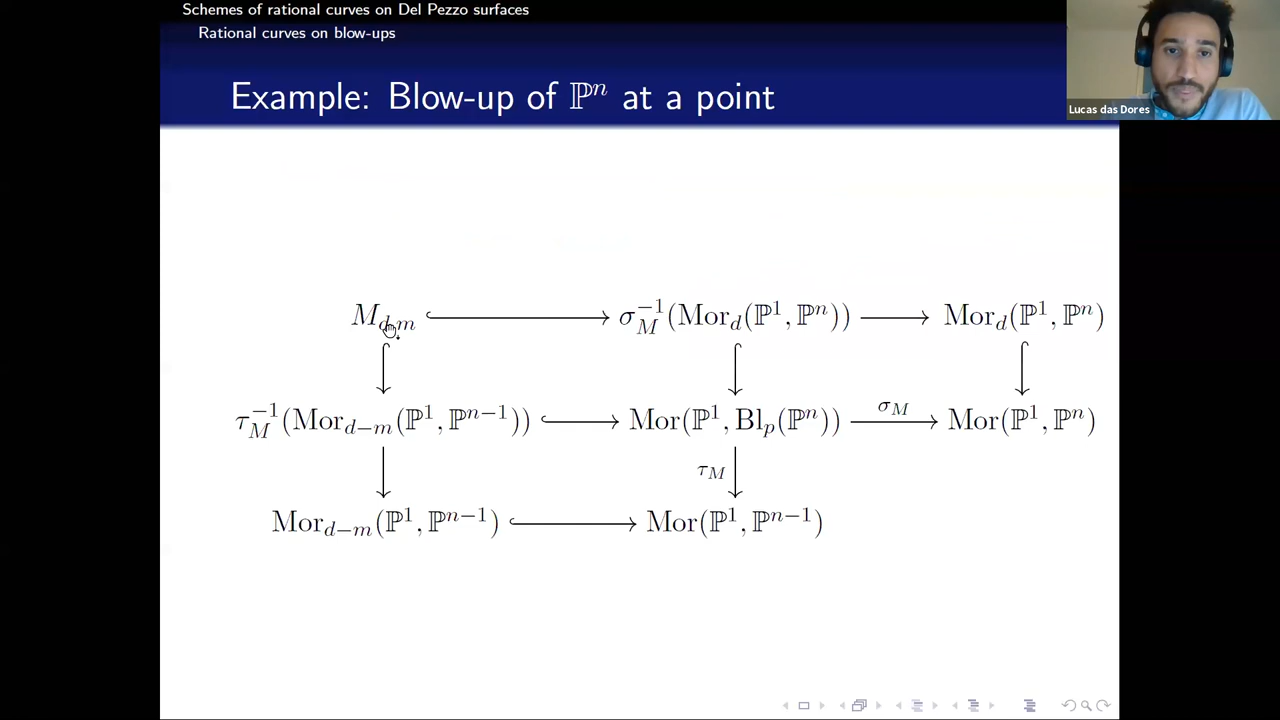 Schemes of rational curves on Del Pezzo surfaces
Rational curves on blow-ups
Example: Blow-up of ℙⁿ at a point
Lucas das Dores
M_{d-m} σ_M^{-1}(Mor_d(ℙ¹, ℙⁿ)) Mor_d(ℙ¹, ℙⁿ)
σ_M
τ_M^{-1}(Mor_{d−m}(ℙ¹, ℙ^{n−1})) Mor(ℙ¹, Bl_p(ℙⁿ)) Mor(ℙ¹, ℙⁿ)
τ_M
Mor_{d−m}(ℙ¹, ℙ^{n−1}) Mor(ℙ¹, ℙ^{n−1})